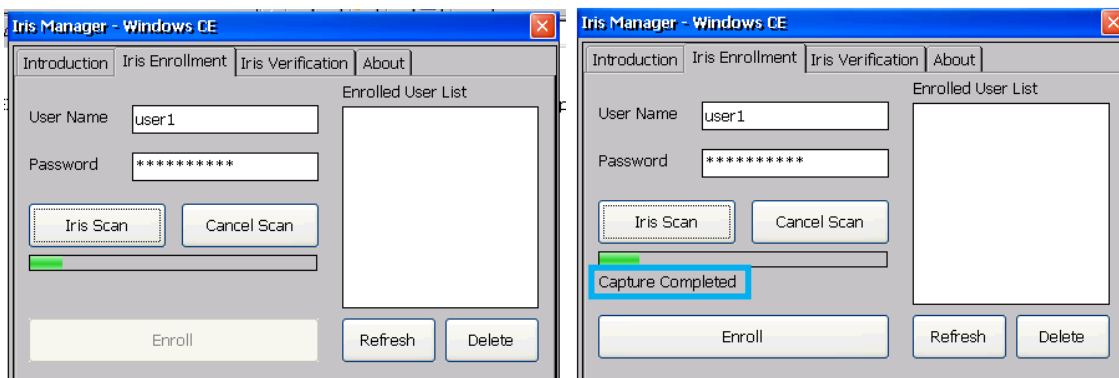 Iris Manager - Windows CE
Introduction Iris Enrollment Iris Verification About
Enrolled User List
User Name user1
Password **********
Iris Scan Cancel Scan
Enroll Refresh Delete
Iris Manager - Windows CE
Introduction Iris Enrollment Iris Verification About
Enrolled User List
User Name user1
Password **********
Iris Scan Cancel Scan
Capture Completed
Enroll Refresh Delete